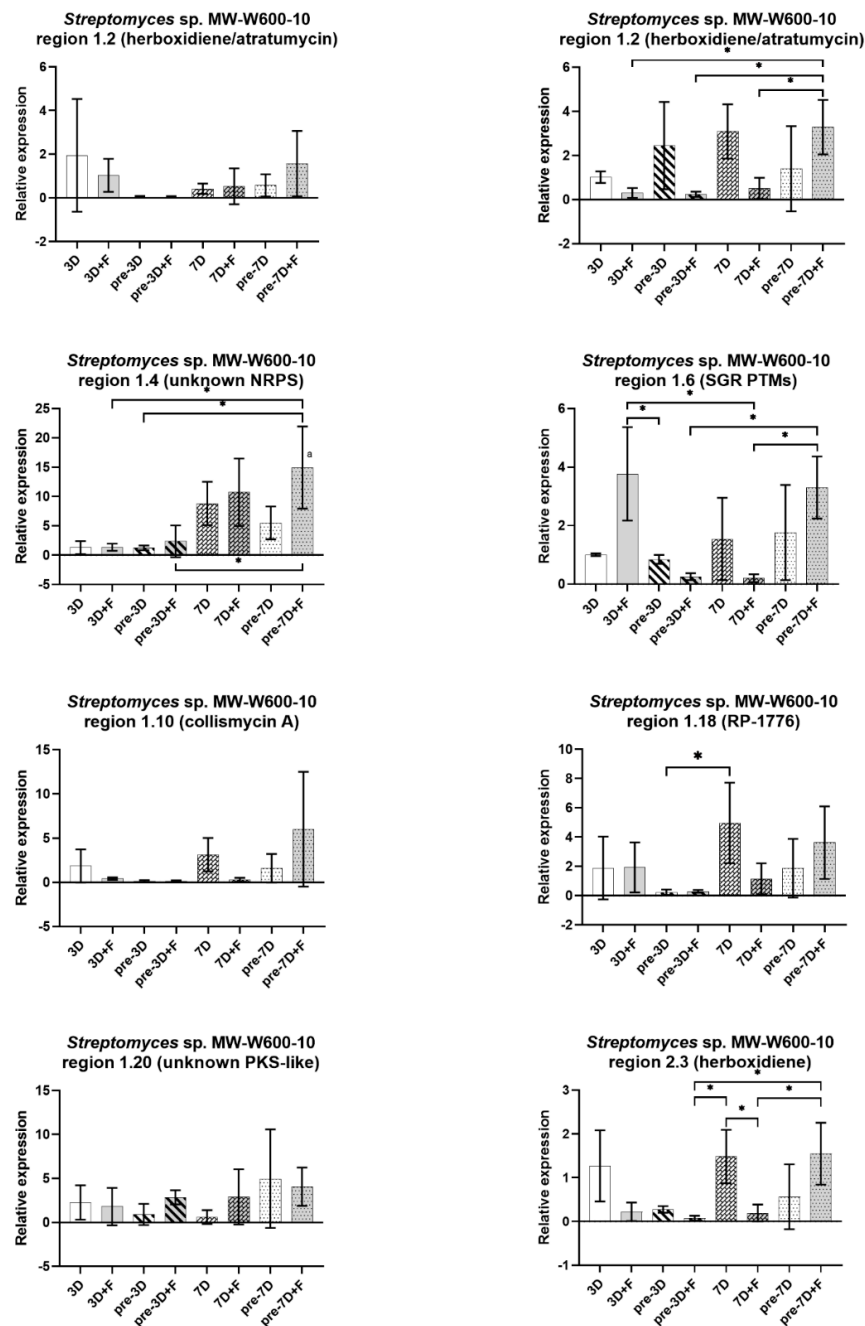 Streptomyces sp. MW-W600-10
region 1.2 (herboxidiene/atratumycin)
Relative expression
6
4
2
0
-2
3D
3D+F
pre-3D
pre-3D+F
7D
7D+F
pre-7D
pre-7D+F
Streptomyces sp. MW-W600-10
region 1.2 (herboxidiene/atratumycin)
*
*
*
Relative expression
6
4
2
0
-2
3D
3D+F
pre-3D
pre-3D+F
7D
7D+F
pre-7D
pre-7D+F
Streptomyces sp. MW-W600-10
region 1.4 (unknown NRPS)
*
*
a
*
Relative expression
25
20
15
10
5
0
-5
3D
3D+F
pre-3D
pre-3D+F
7D
7D+F
pre-7D
pre-7D+F
Streptomyces sp. MW-W600-10
region 1.6 (SGR PTMs)
*
*
*
*
Relative expression
6
4
2
0
3D
3D+F
pre-3D
pre-3D+F
7D
7D+F
pre-7D
pre-7D+F
Streptomyces sp. MW-W600-10
region 1.10 (collismycin A)
Relative expression
15
10
5
0
-5
3D
3D+F
pre-3D
pre-3D+F
7D
7D+F
pre-7D
pre-7D+F
Streptomyces sp. MW-W600-10
region 1.18 (RP-1776)
*
Relative expression
10
8
6
4
2
0
-2
3D
3D+F
pre-3D
pre-3D+F
7D
7D+F
pre-7D
pre-7D+F
Streptomyces sp. MW-W600-10
region 1.20 (unknown PKS-like)
Relative expression
15
10
5
0
-5
3D
3D+F
pre-3D
pre-3D+F
7D
7D+F
pre-7D
pre-7D+F
Streptomyces sp. MW-W600-10
region 2.3 (herboxidiene)
*
*
*
*
Relative expression
3
2
1
0
-1
3D
3D+F
pre-3D
pre-3D+F
7D
7D+F
pre-7D
pre-7D+F